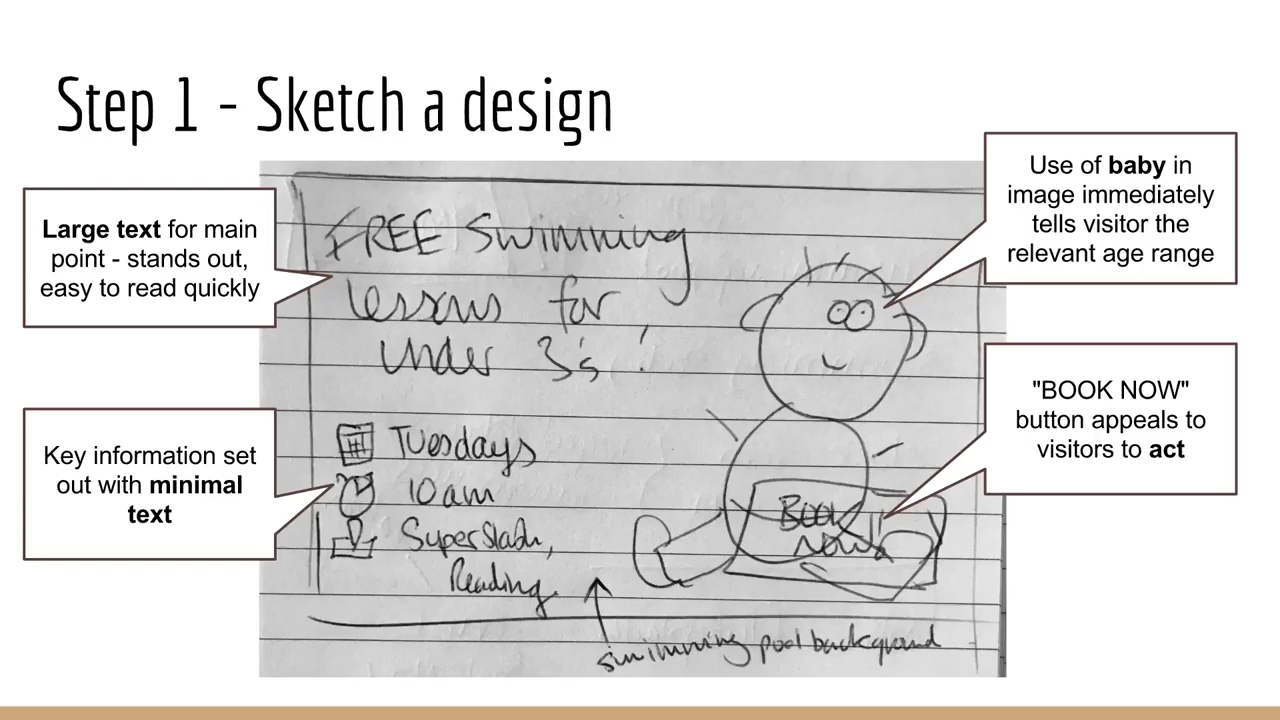 Step 1 - Sketch a design
Large text for main
point - stands out,
easy to read quickly
Key information set
out with minimal
text
Use of baby in
image immediately
tells visitor the
relevant age range
"BOOK NOW"
button appeals to
visitors to act
FREE Swimming
lessons for
under 3's!
Tuesdays
10am
Reading
Book
Now!
swimming pool background